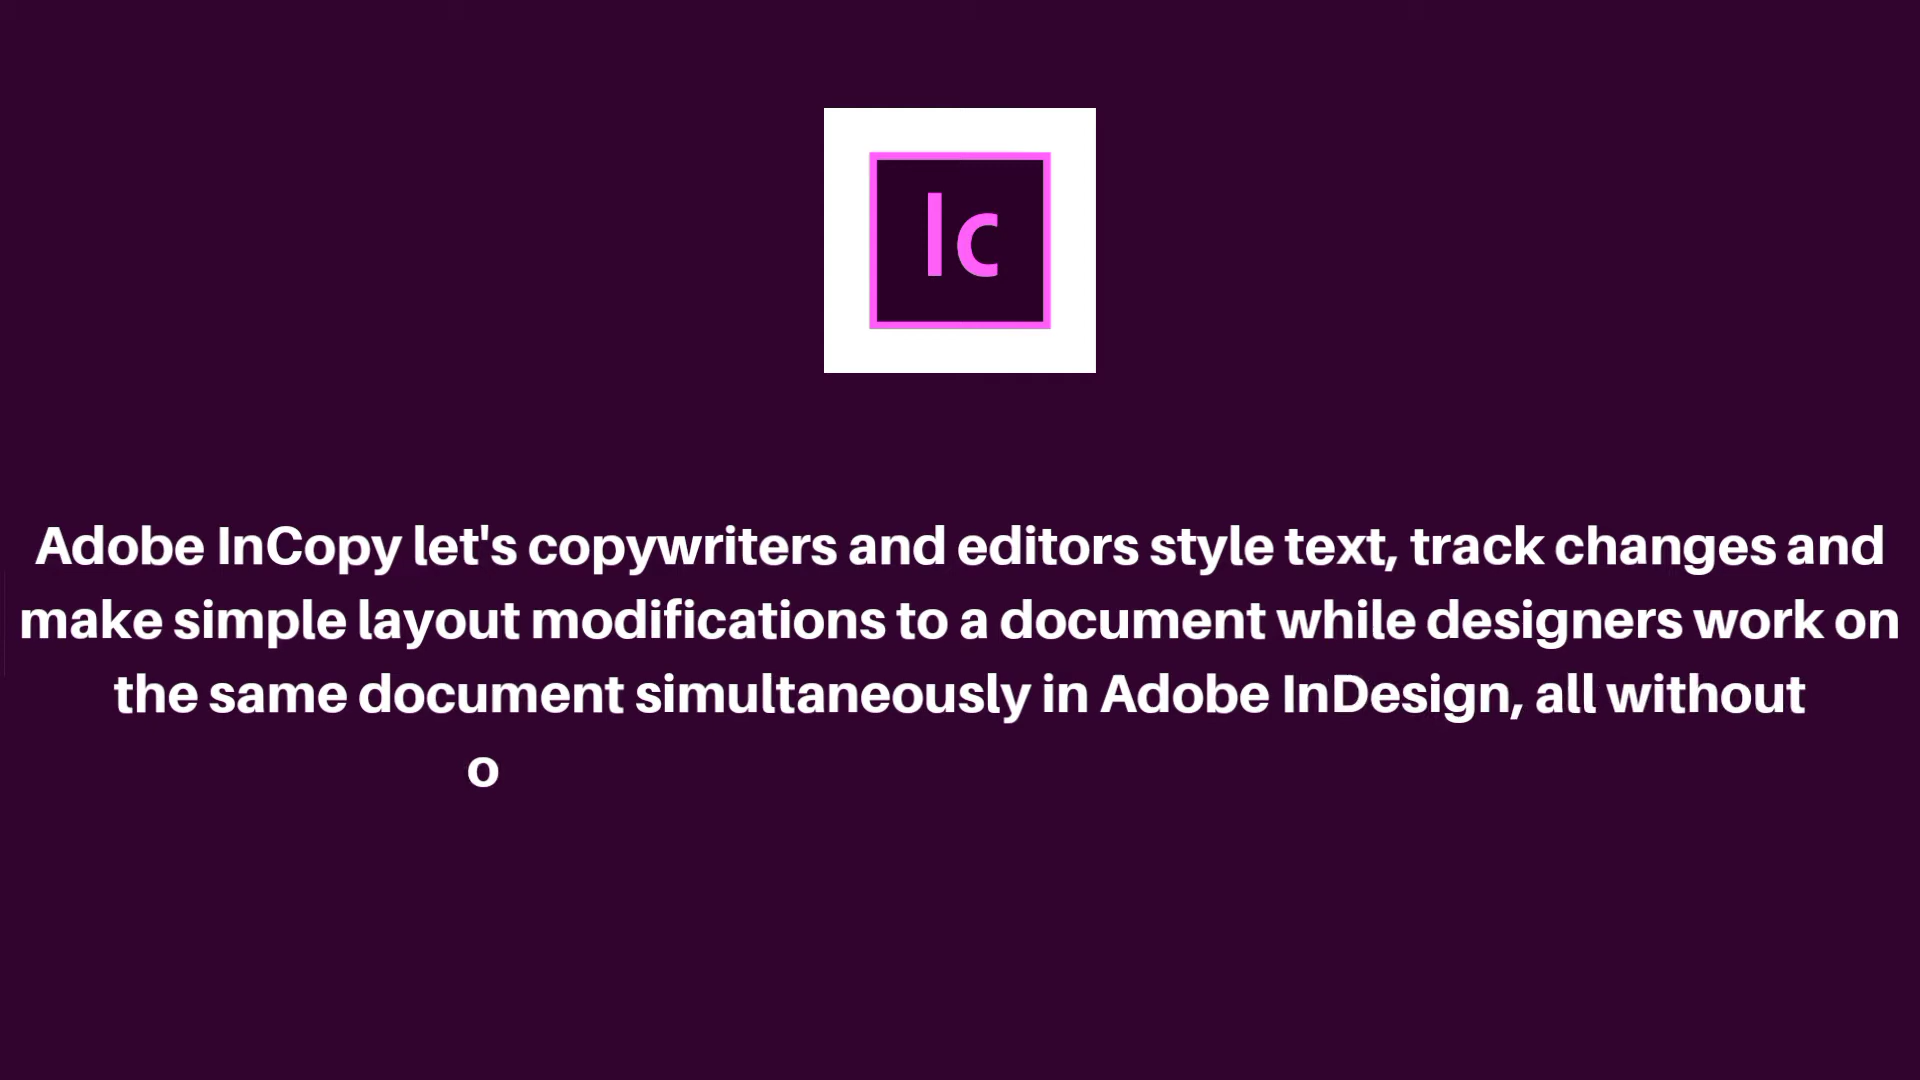 Ic
Adobe InCopy let's copywriters and editors style text, track changes and
make simple layout modifications to a document while designers work on
the same document simultaneously in Adobe InDesign, all without
o